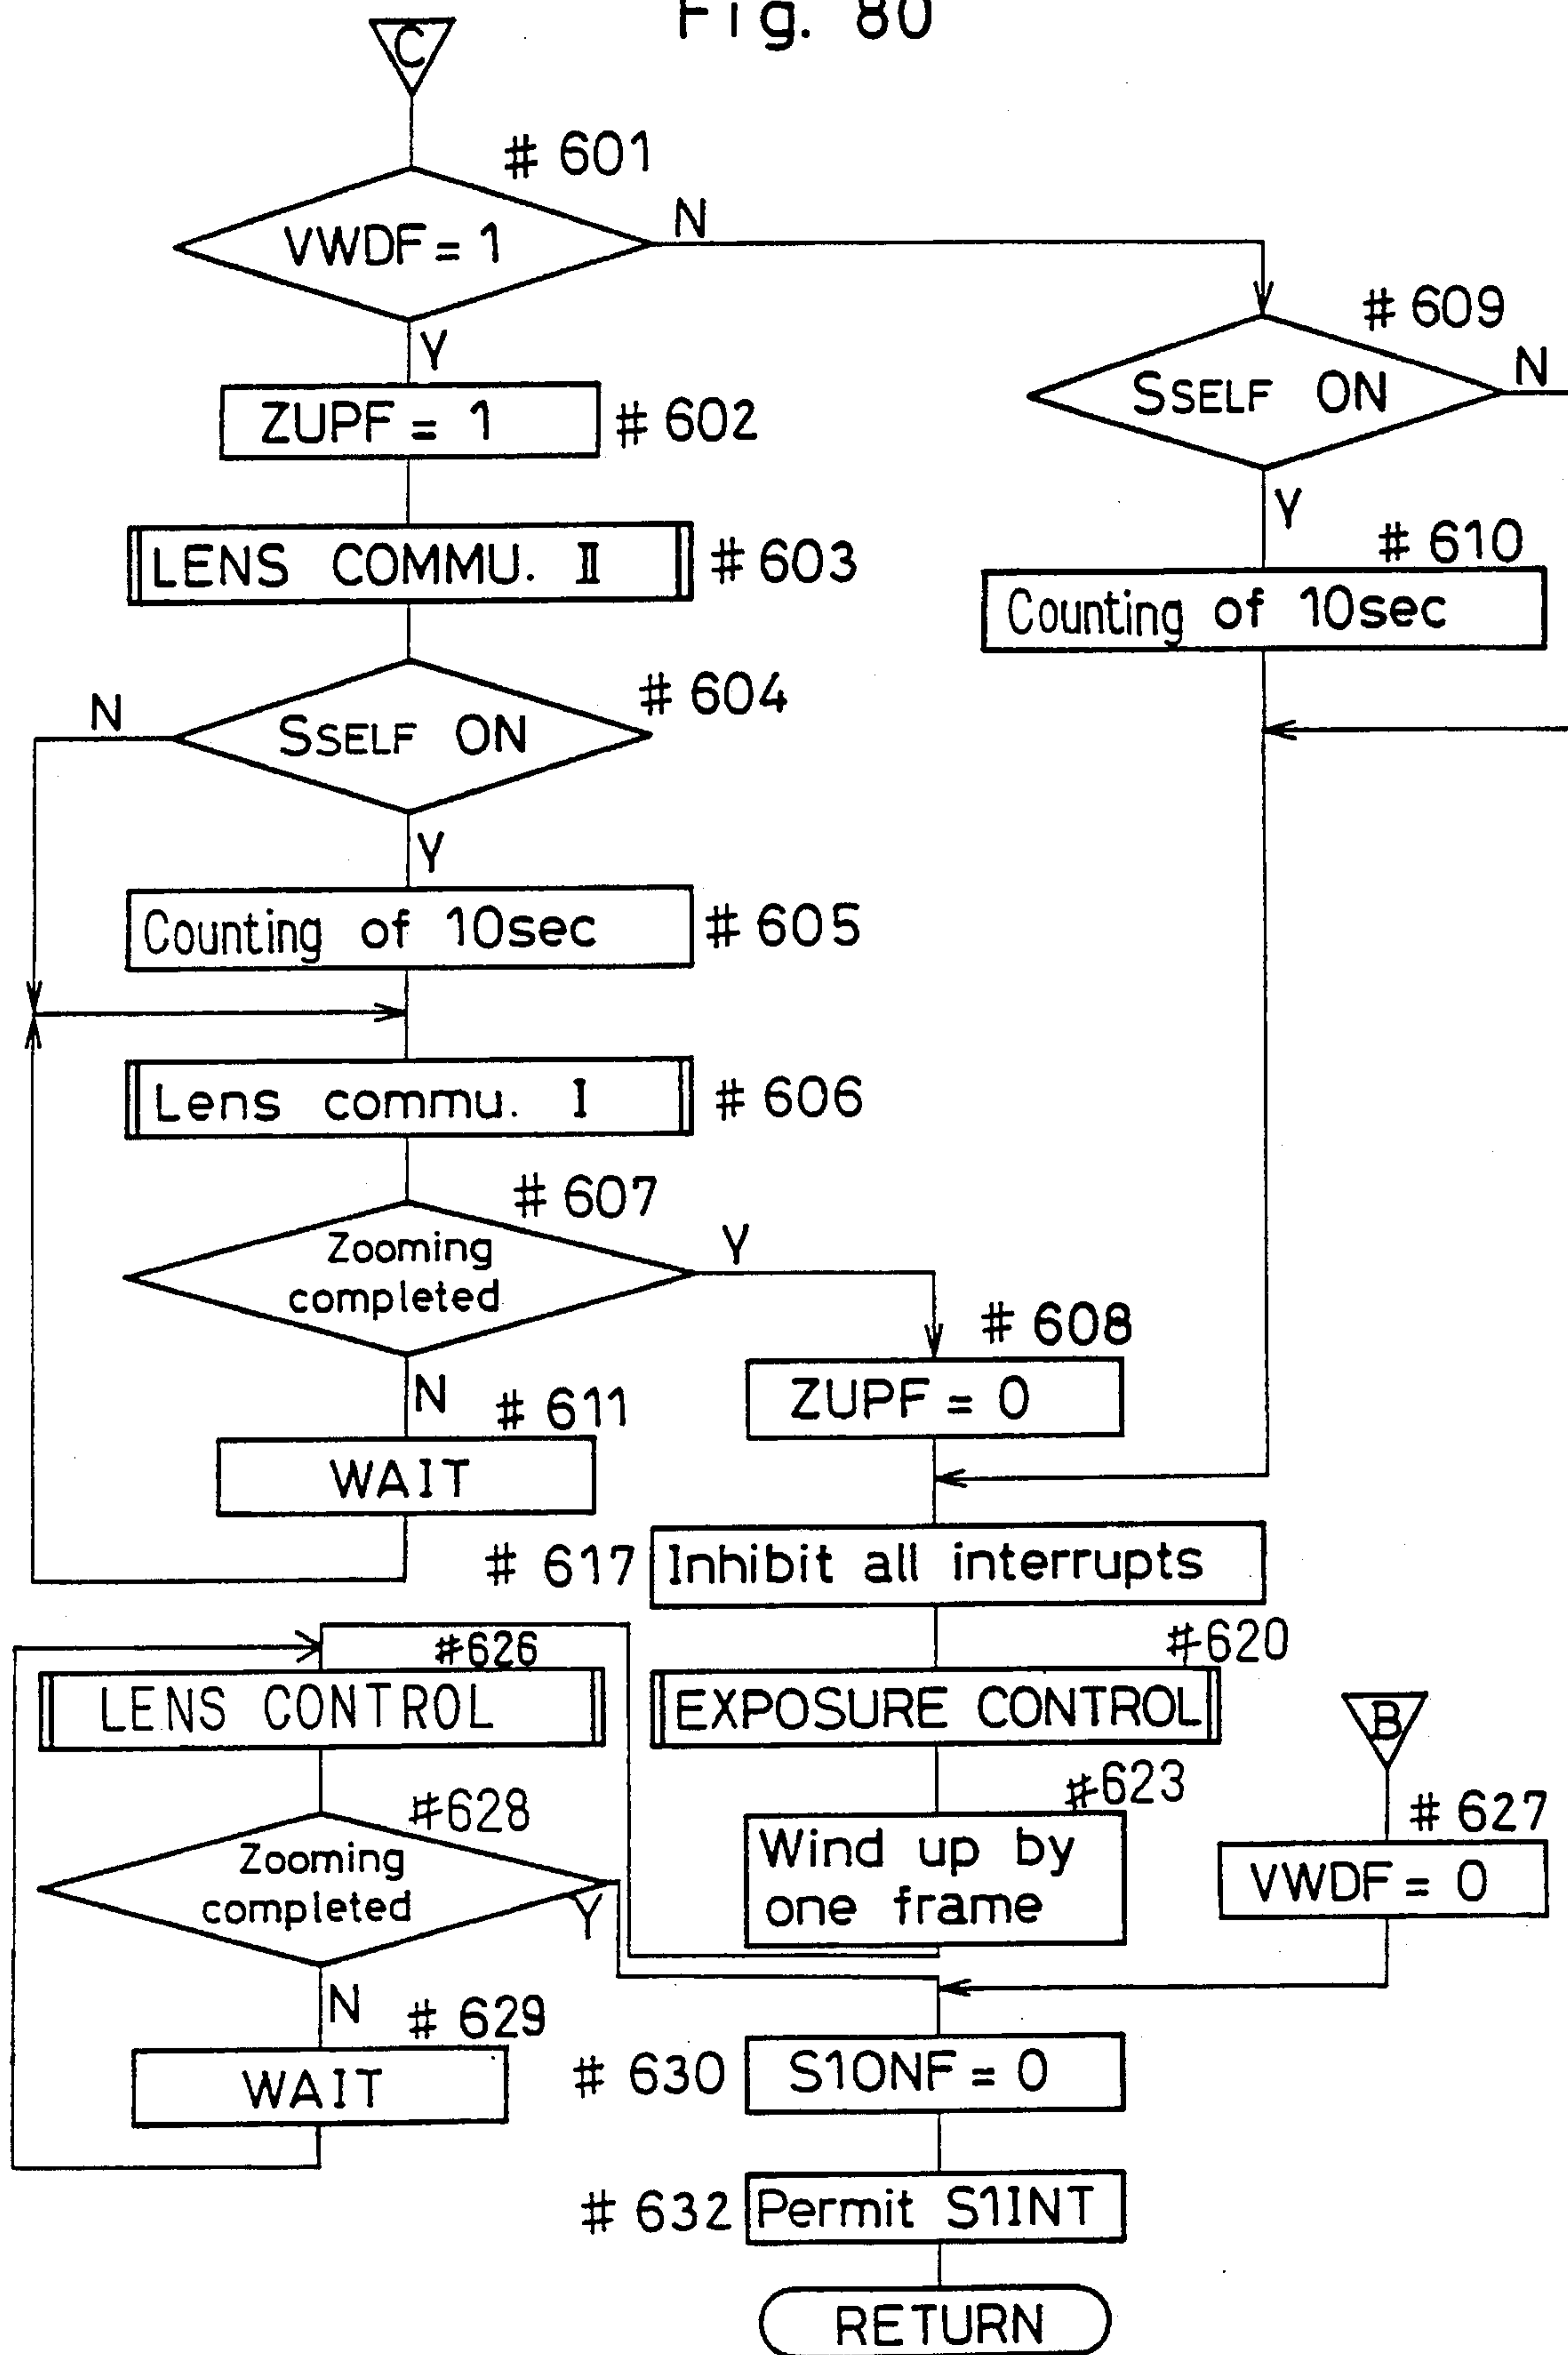 Fig. 80
C
# 601
VWDF = 1
N
Y
ZUPF = 1
# 602
LENS COMMU. II
# 603
# 604
N
SSELF ON
Y
Counting of 10sec
# 605
Lens commu. I
# 606
# 607
Zooming
completed
Y
N
# 611
WAIT
# 609
SSELF ON
N
Y
# 610
Counting of 10sec
# 608
ZUPF = 0
# 617
Inhibit all interrupts
#620
EXPOSURE CONTROL
#623
Wind up by
one frame
#626
LENS CONTROL
#628
Zooming
completed
Y
N
# 629
WAIT
B
# 627
VWDF = 0
# 630
S1ONF = 0
# 632
Permit S1INT
RETURN